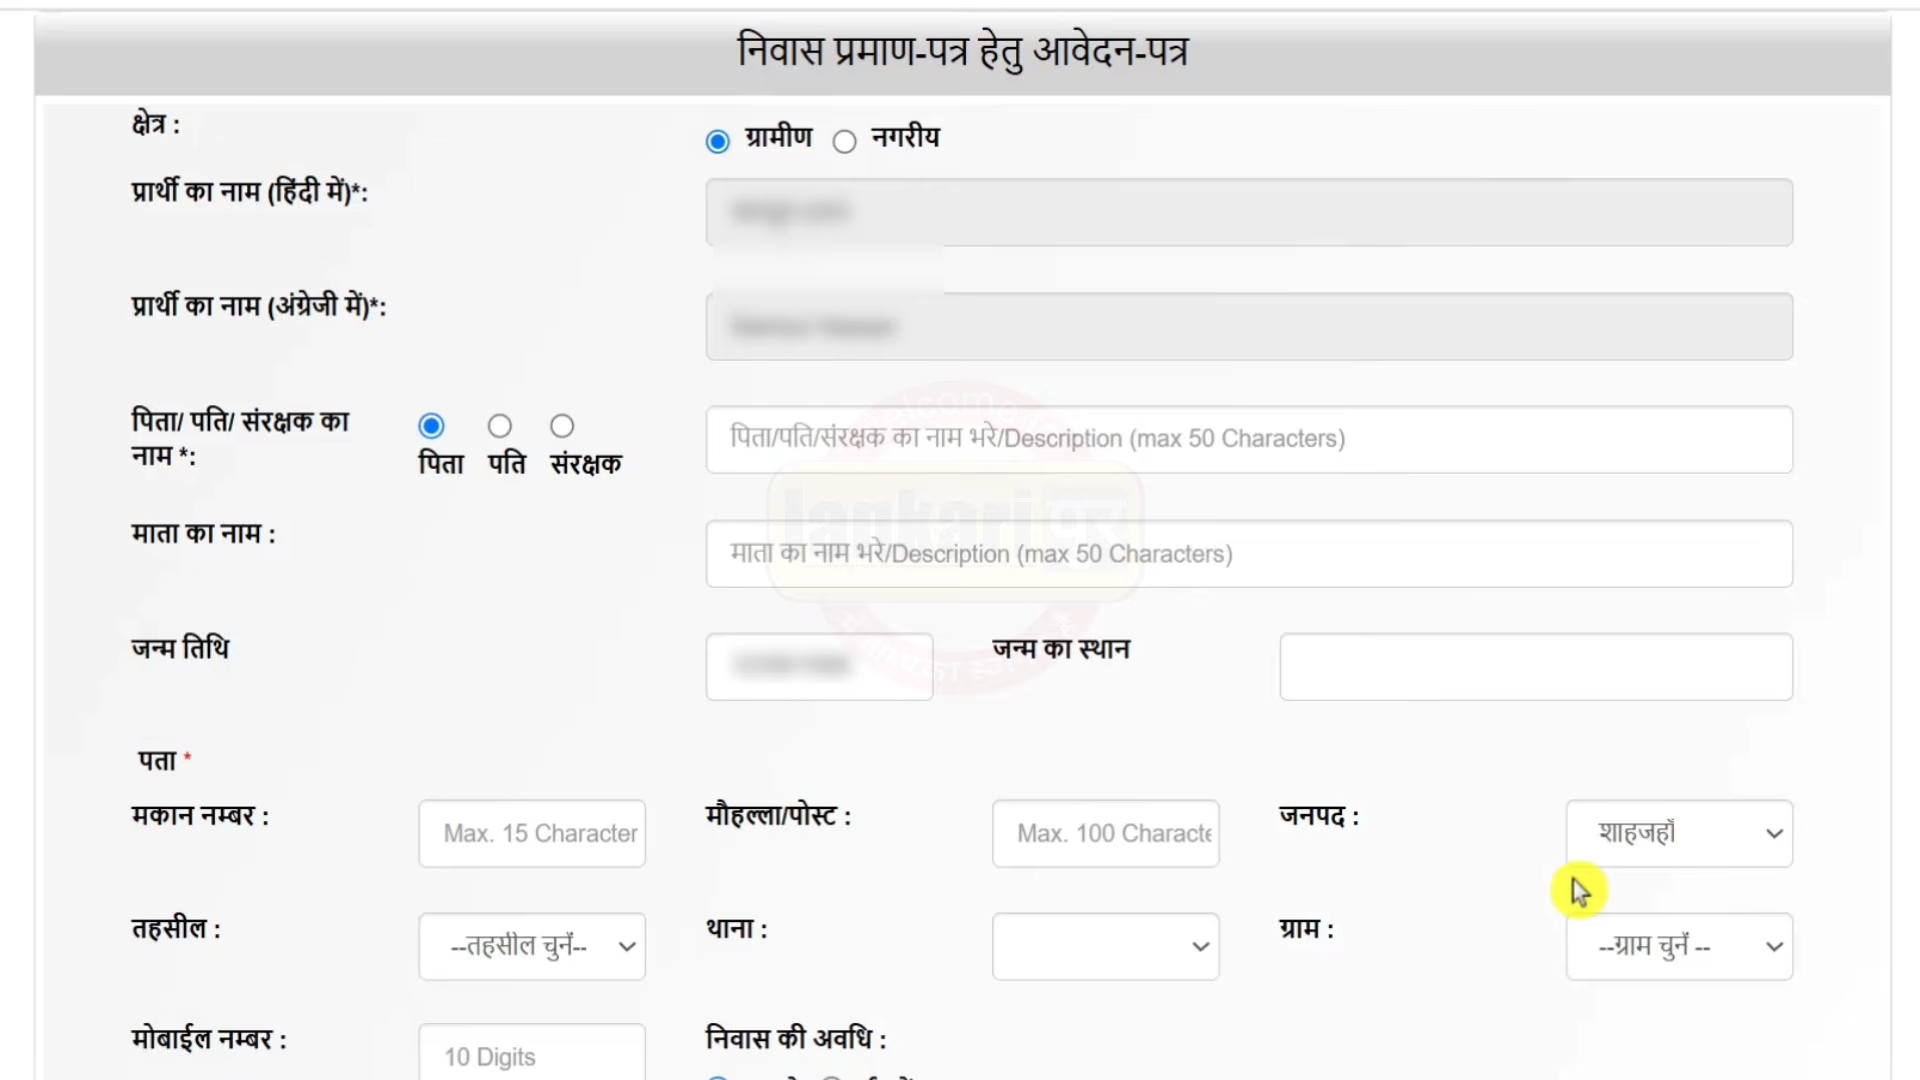 निवास प्रमाण-पत्र हेतु आवेदन-पत्र
क्षेत्र :
ग्रामीण नगरीय
प्रार्थी का नाम (हिंदी में)*:
प्रार्थी का नाम (अंग्रेजी में)*:
पिता/ पति/ संरक्षक का
नाम *:
पिता पति संरक्षक
पिता/पति/संरक्षक का नाम भरे/Description (max 50 Characters)
माता का नाम :
माता का नाम भरे/Description (max 50 Characters)
जन्म तिथि
जन्म का स्थान
पता *
मकान नम्बर : Max. 15 Character मौहल्ला/पोस्ट : Max. 100 Characte जनपद : शाहजहाँ
तहसील : --तहसील चुनें-- थाना : ग्राम : --ग्राम चुनें --
मोबाईल नम्बर : 10 Digits निवास की अवधि :